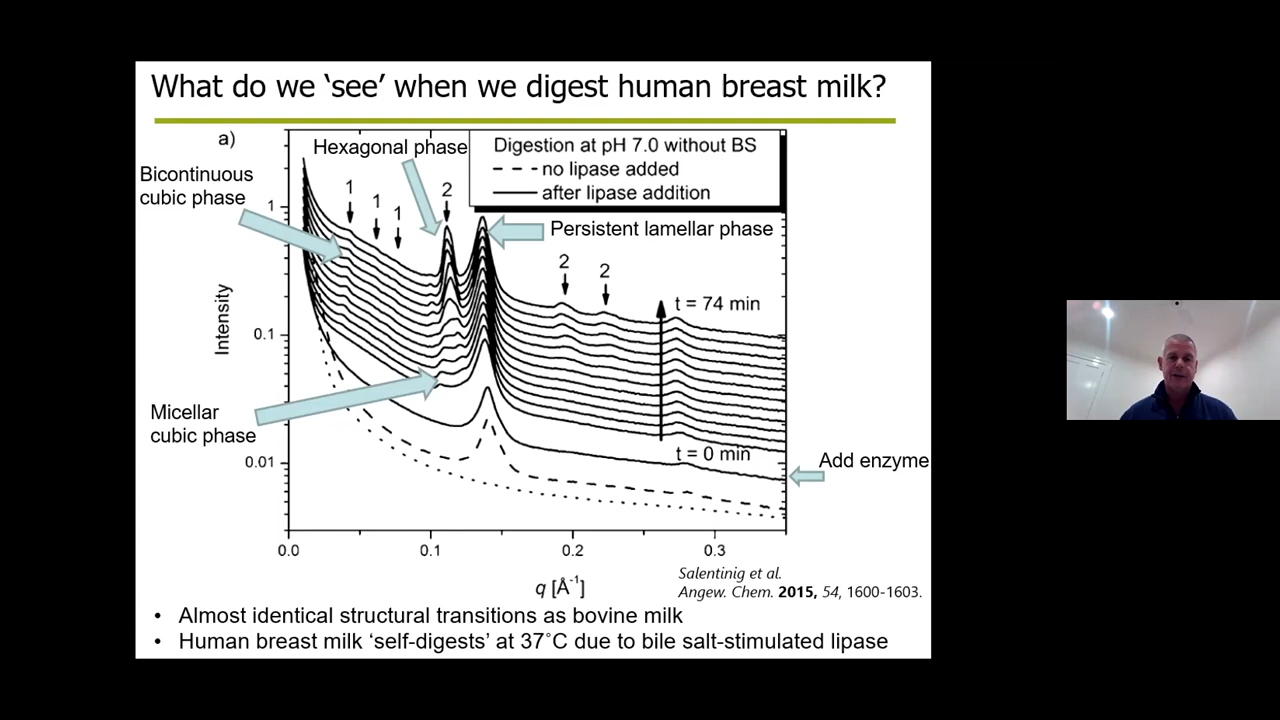 What do we ‘see’ when we digest human breast milk?
a)
Hexagonal phase
Digestion at pH 7.0 without BS
no lipase added
after lipase addition
Bicontinuous
cubic phase
1
1
1
2
Persistent lamellar phase
2
2
t = 74 min
Intensity
1
0.1
0.01
Micellar
cubic phase
t = 0 min
Add enzyme
0.0
0.1
0.2
0.3
q [Å-1]
Salentinig et al.
Angew. Chem. 2015, 54, 1600-1603.
• Almost identical structural transitions as bovine milk
• Human breast milk ‘self-digests’ at 37˚C due to bile salt-stimulated lipase